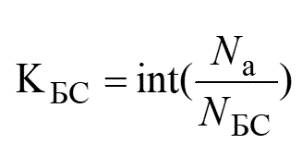 K_БС = int(N_а / N_БС)